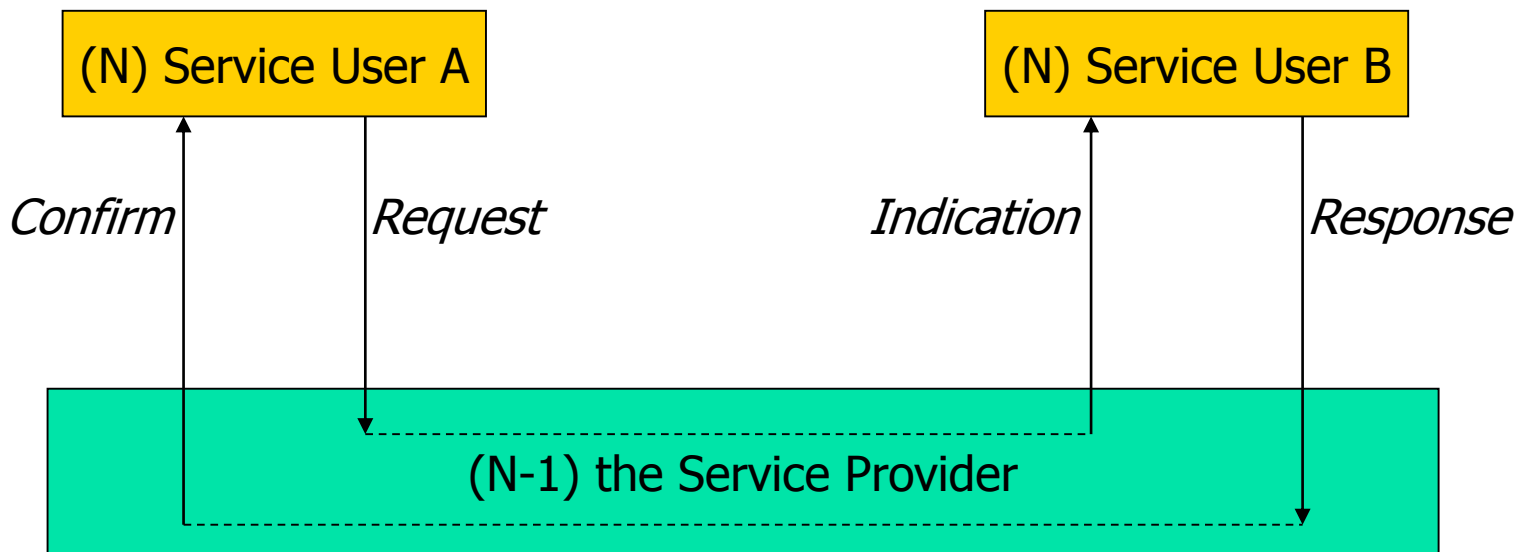 (N) Service User A
(N) Service User B
Confirm
Request
Indication
Response
(N-1) the Service Provider